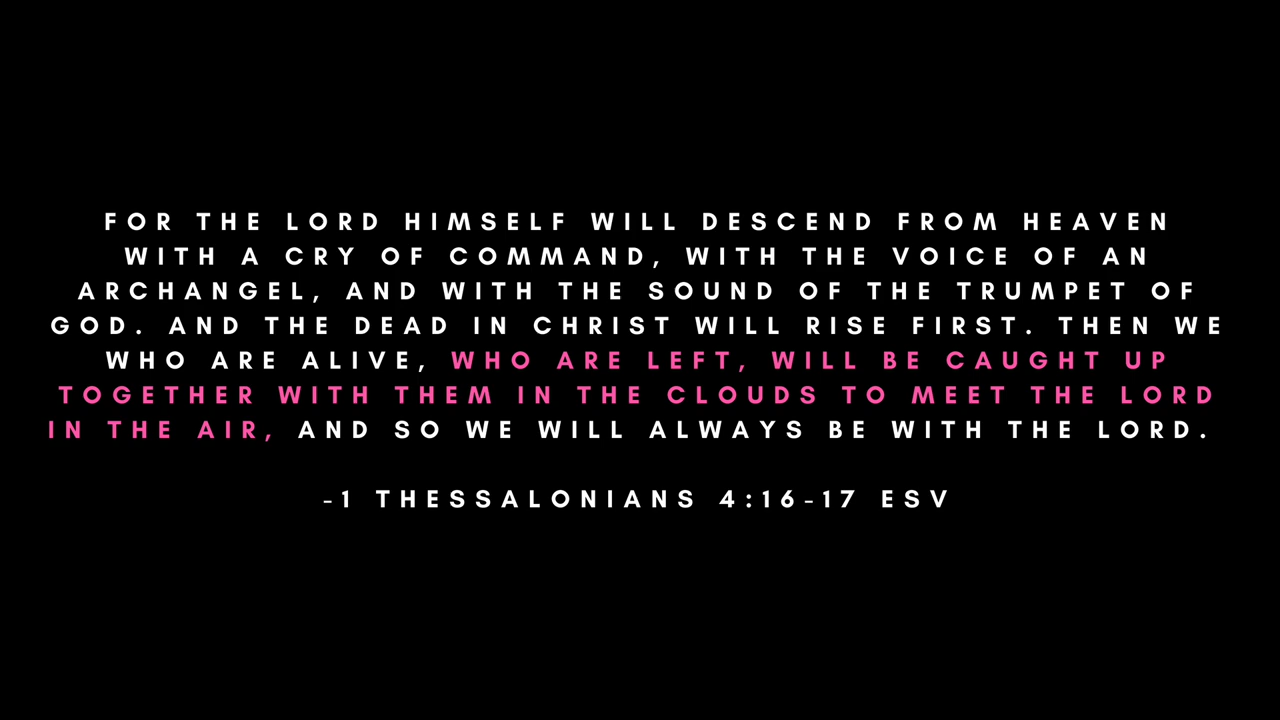 FOR THE LORD HIMSELF WILL DESCEND FROM HEAVEN
WITH A CRY OF COMMAND, WITH THE VOICE OF AN
ARCHANGEL, AND WITH THE SOUND OF THE TRUMPET OF
GOD. AND THE DEAD IN CHRIST WILL RISE FIRST. THEN WE
WHO ARE ALIVE, WHO ARE LEFT, WILL BE CAUGHT UP
TOGETHER WITH THEM IN THE CLOUDS TO MEET THE LORD
IN THE AIR, AND SO WE WILL ALWAYS BE WITH THE LORD.
-1 THESSALONIANS 4:16-17 ESV